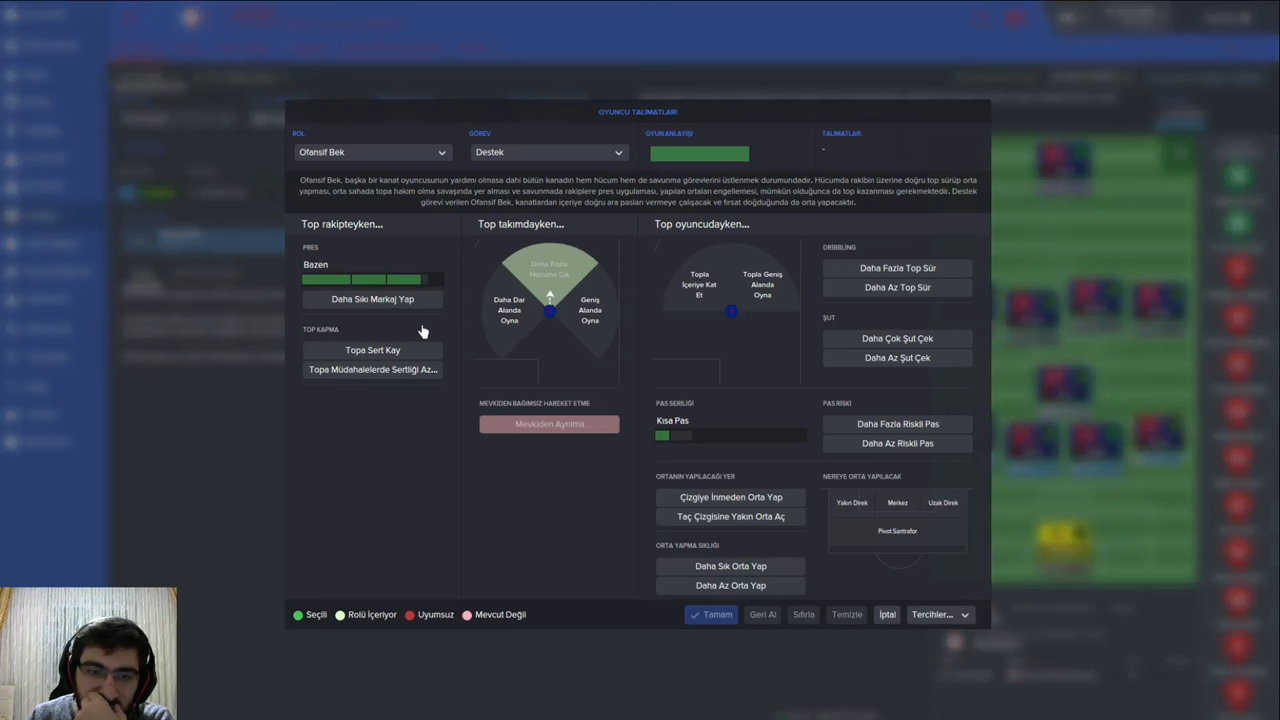 OYUNCU TALİMATLARI
ROL
GÖREV
OYUN ANLAYIŞI
TALİMATLAR:
Ofansif Bek
Destek
-
Ofansif Bek, başka bir kanat oyuncusunun yardımı olmasa dahi bütün kanadın hem hücum hem de savunma görevlerini üstlenmek durumundadır. Hücumda rakibin üzerine doğru top sürüp orta
yapması, orta sahada topa hakim olma savaşında yer alması ve savunmada rakiplere pres uygulaması, yapılan ortaları engellemesi, mümkün olduğunca da top kazanması gerekmektedir. Destek
görevi verilen Ofansif Bek, kanatlardan içeriye doğru ara pasları vermeye çalışacak ve fırsat doğduğunda da orta yapacaktır.
Top rakipteyken...
PRES
Bazen
Daha Sıkı Markaj Yap
TOP KAPMA
Topa Sert Kay
Topa Müdahalelerde Sertliği Az...
Top takımdayken...
Daha Fazla
Hücuma Çık
Daha Dar
Alanda
Oyna
Geniş
Alanda
Oyna
MEVKİDEN BAĞIMSIZ HAREKET ETME
Mevkiden Ayrılma
Top oyuncudayken...
Topla
İçeriye Kat
Et
Topla Geniş
Alanda
Oyna
DRIBBLING
Daha Fazla Top Sür
Daha Az Top Sür
ŞUT
Daha Çok Şut Çek
Daha Az Şut Çek
PAS SERİLİĞİ
Kısa Pas
PAS RİSKİ
Daha Fazla Riskli Pas
Daha Az Riskli Pas
ORTANIN YAPILACAĞI YER
Çizgiye İnmeden Orta Yap
Taç Çizgisine Yakın Orta Aç
NEREYE ORTA YAPILACAK
Yakın Direk
Merkez
Uzak Direk
Pivot Santrafor
ORTA YAPMA SIKLIĞI
Daha Sık Orta Yap
Daha Az Orta Yap
Seçili
Rolü İçeriyor
Uyumsuz
Mevcut Değil
Tamam
Geri Al
Sıfırla
Temizle
İptal
Tercihler...